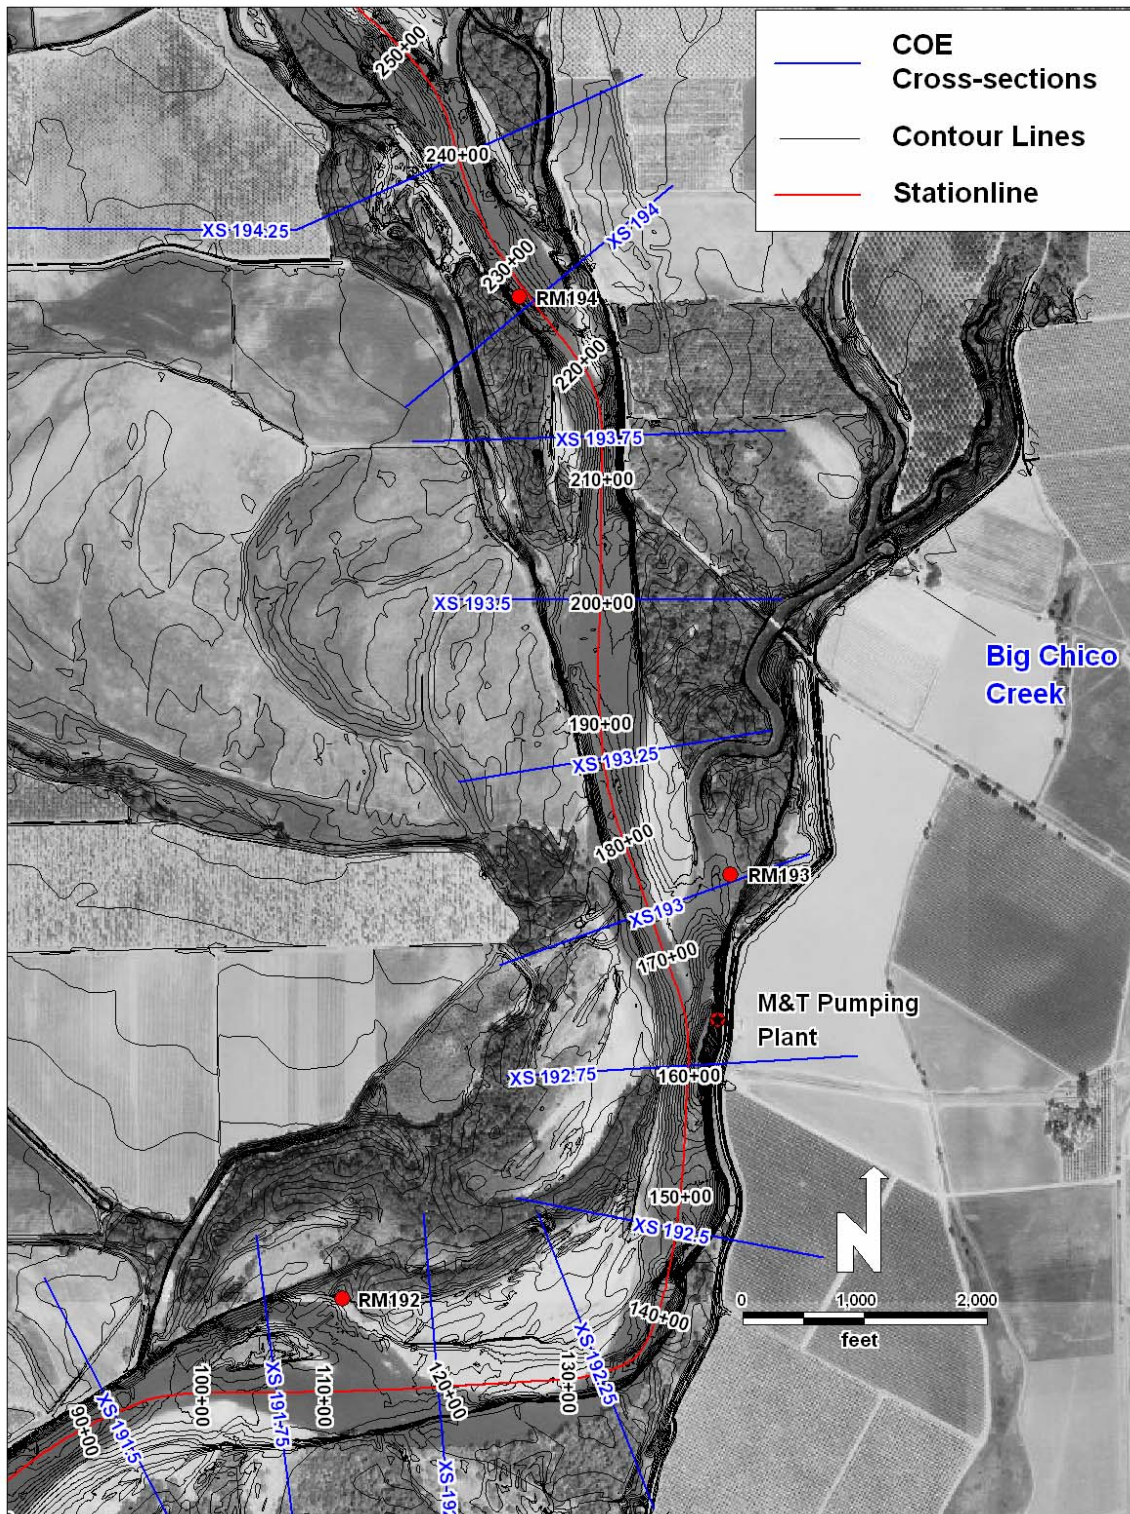 COE
Cross-sections
Contour Lines
Stationline
250+00
240+00
XS 194.25
XS 194
230+00
RM194
220+00
XS 193.75
210+00
XS 193.5
200+00
Big Chico
Creek
190+00
XS 193.25
180+00
RM193
XS193
170+00
M&T Pumping
Plant
XS 192.75
160+00
150+00
XS 192.5
N
RM192
140+00
0 1,000 2,000
feet
130+00
XS 192.25
120+00
110+00
100+00
XS 191.75
XS 191.5
90+00
XS 192